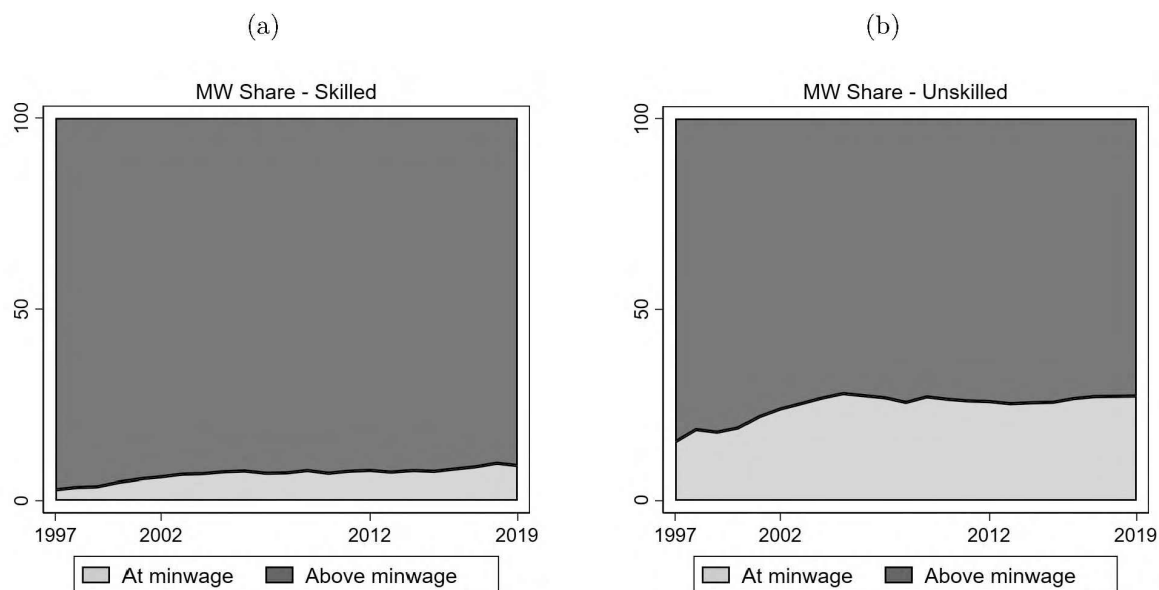 (a)
MW Share - Skilled
100
50
0
1997 2002 2012 2019
At minwage Above minwage
(b)
MW Share - Unskilled
100
50
0
1997 2002 2012 2019
At minwage Above minwage